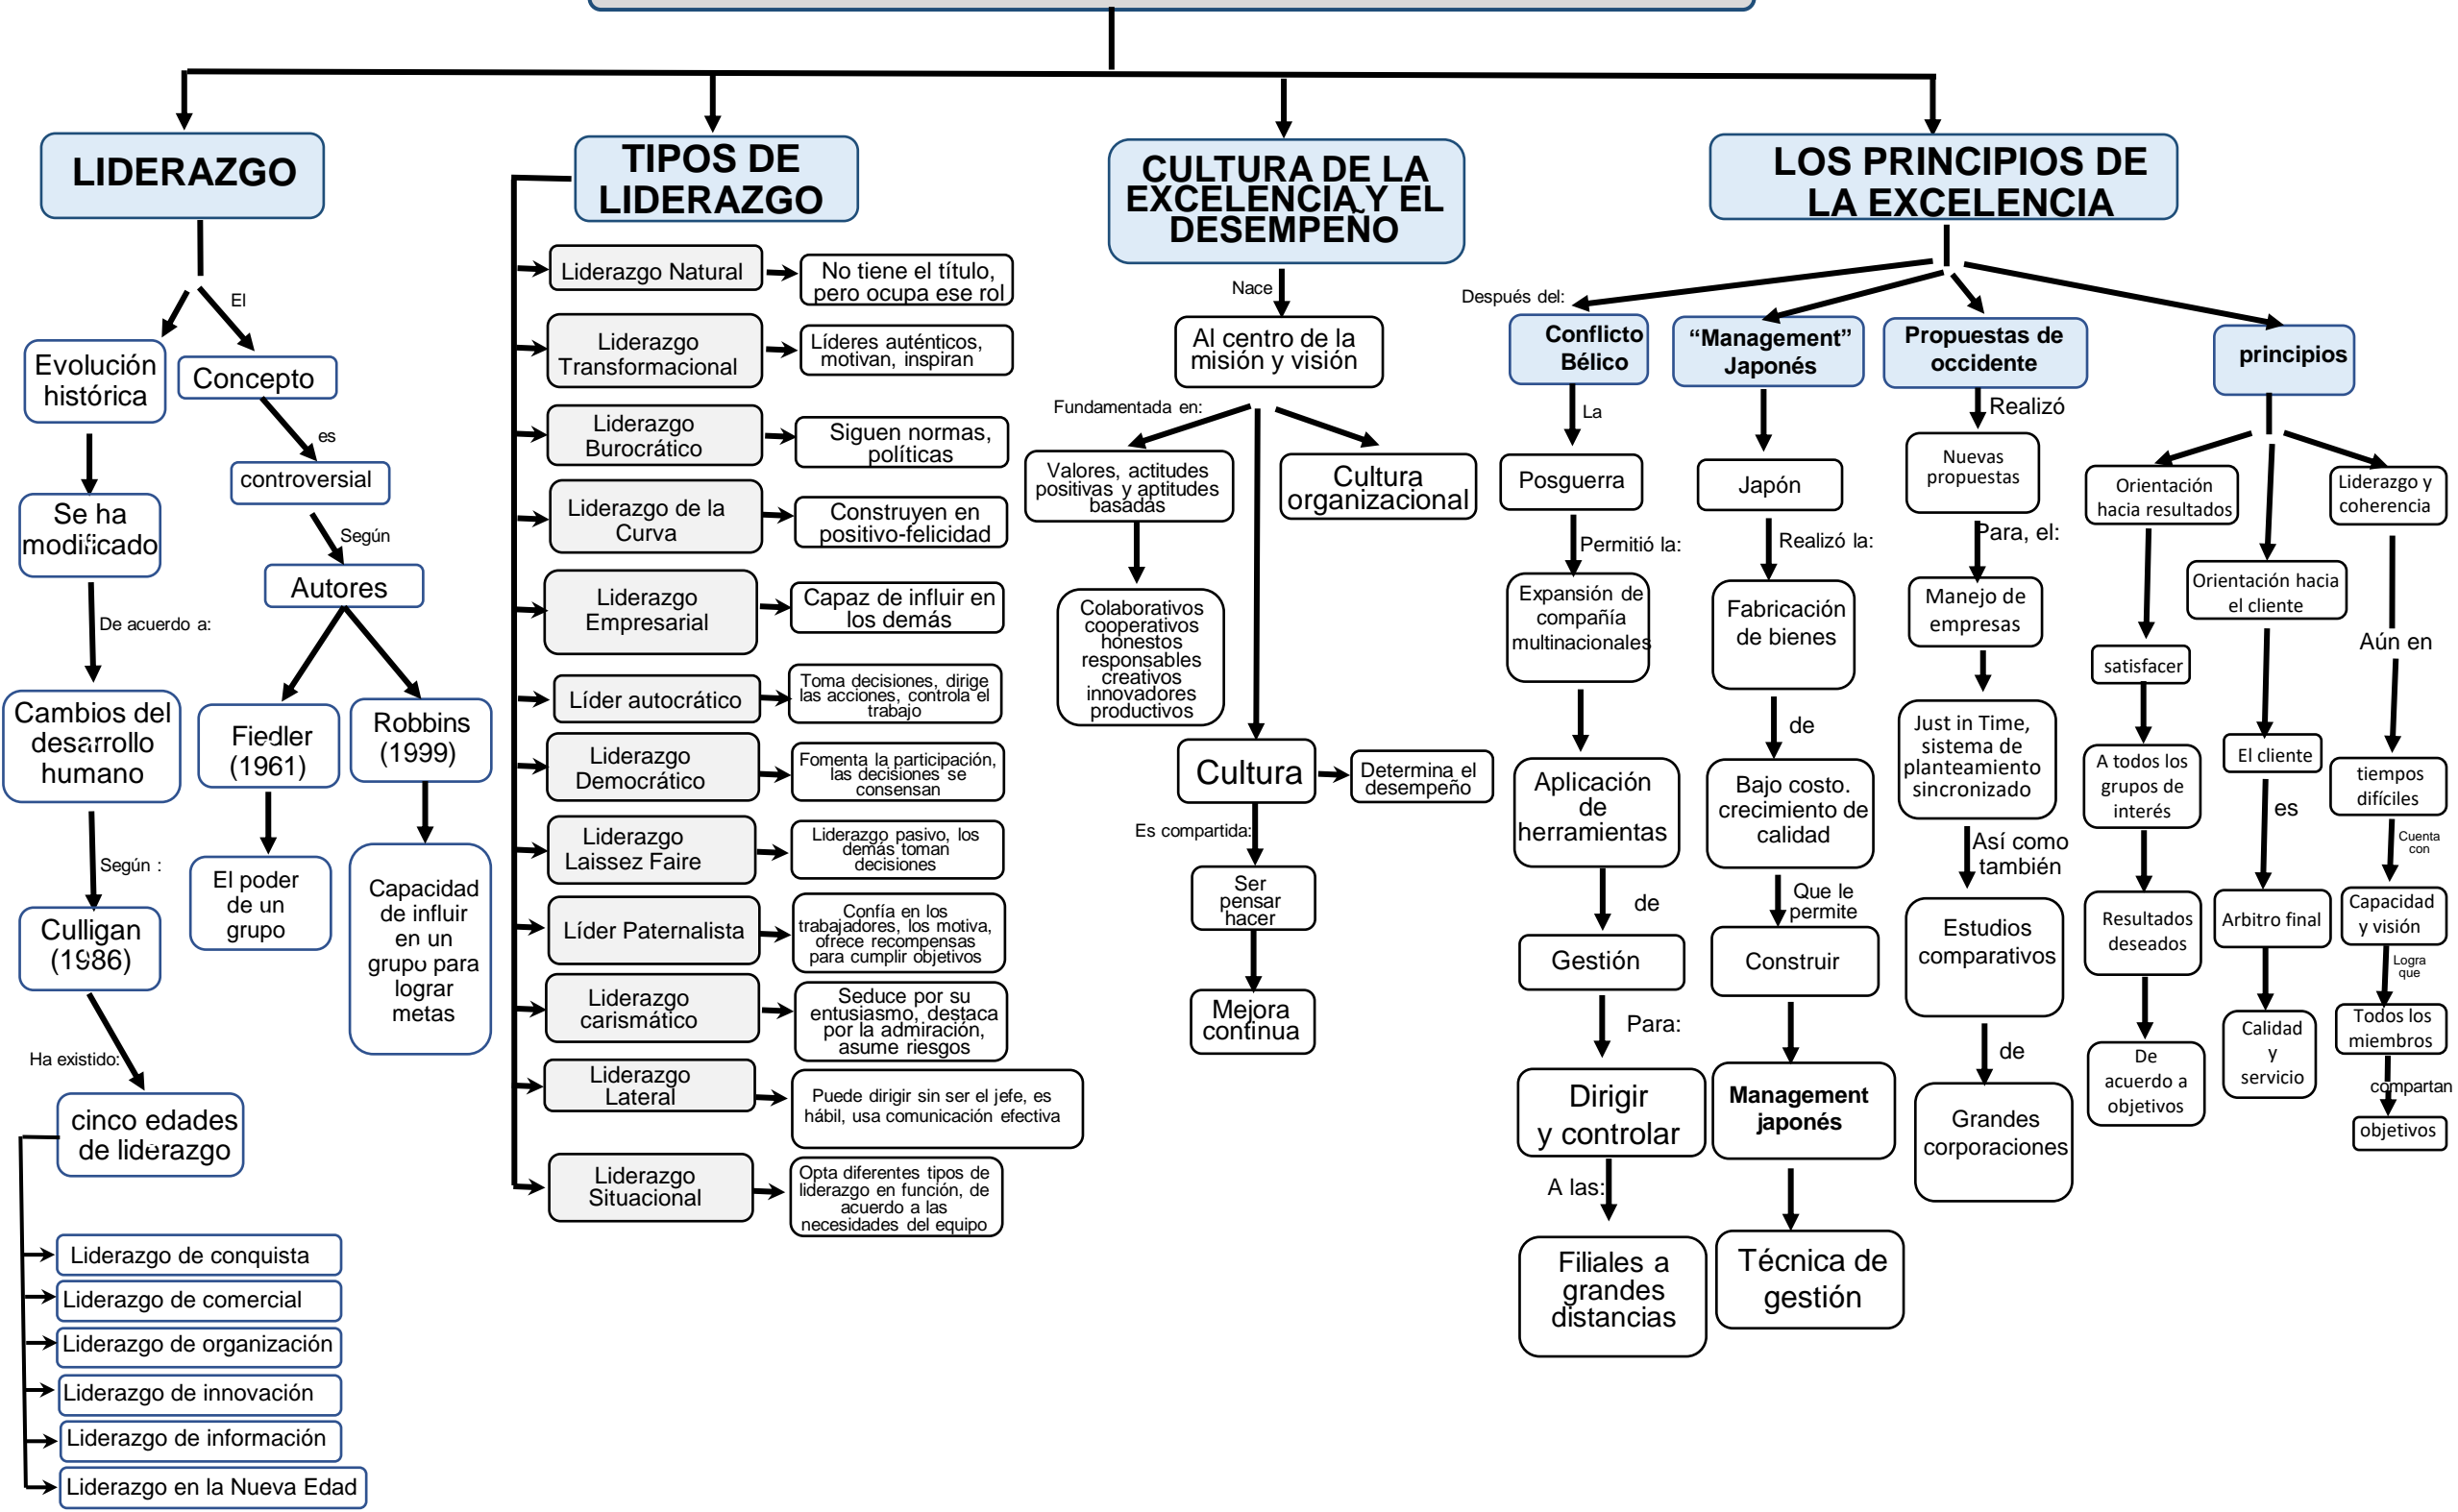 LIDERAZGO
El
Evolución
histórica
Concepto
es
Se ha
modificado
controversial
Según
De acuerdo a:
Autores
Cambios del
desarrollo
humano
Fiedler
(1961)
Robbins
(1999)
Según :
El poder
de un
grupo
Capacidad
de influir
en un
grupo para
lograr
metas
Culligan
(1986)
Ha existido:
cinco edades
de liderazgo
Liderazgo de conquista
Liderazgo de comercial
Liderazgo de organización
Liderazgo de innovación
Liderazgo de información
Liderazgo en la Nueva Edad
TIPOS DE
LIDERAZGO
Liderazgo Natural
No tiene el título,
pero ocupa ese rol
Liderazgo
Transformacional
Líderes auténticos,
motivan, inspiran
Liderazgo
Burocrático
Siguen normas,
políticas
Liderazgo de la
Curva
Construyen en
positivo-felicidad
Liderazgo
Empresarial
Capaz de influir en
los demás
Líder autocrático
Toma decisiones, dirige
las acciones, controla el
trabajo
Liderazgo
Democrático
Fomenta la participación,
las decisiones se
consensan
Liderazgo
Laissez Faire
Liderazgo pasivo, los
demás toman
decisiones
Líder Paternalista
Confía en los
trabajadores, los motiva,
ofrece recompensas
para cumplir objetivos
Liderazgo
carismático
Seduce por su
entusiasmo, destaca
por la admiración,
asume riesgos
Liderazgo
Lateral
Puede dirigir sin ser el jefe, es
hábil, usa comunicación efectiva
Liderazgo
Situacional
Opta diferentes tipos de
liderazgo en función, de
acuerdo a las
necesidades del equipo
CULTURA DE LA
EXCELENCIA Y EL
DESEMPEÑO
Nace
Al centro de la
misión y visión
Fundamentada en:
Valores, actitudes
positivas y aptitudes
basadas
Cultura
organizacional
Colaborativos
cooperativos
honestos
responsables
creativos
innovadores
productivos
Cultura
Determina el
desempeño
Es compartida:
Ser
pensar
hacer
Mejora
continua
LOS PRINCIPIOS DE
LA EXCELENCIA
Después del:
Conflicto
Bélico
La
Posguerra
Permitió la:
Expansión de
compañía
multinacionales
Aplicación
de
herramientas
de
Gestión
Para:
Dirigir
y controlar
A las:
Filiales a
grandes
distancias
“Management”
Japonés
Japón
Realizó la:
Fabricación
de bienes
de
Bajo costo.
crecimiento de
calidad
Que le
permite
Construir
Management
japonés
Técnica de
gestión
Propuestas de
occidente
Realizó
Nuevas
propuestas
Para, el:
Manejo de
empresas
Just in Time,
sistema de
planteamiento
sincronizado
Así como
también
Estudios
comparativos
de
Grandes
corporaciones
principios
Orientación
hacia resultados
satisfacer
A todos los
grupos de
interés
Resultados
deseados
De
acuerdo a
objetivos
Orientación hacia
el cliente
El cliente
es
Arbitro final
Calidad
y
servicio
Liderazgo y
coherencia
Aún en
tiempos
difíciles
Cuenta
con
Capacidad
y visión
Logra
que
Todos los
miembros
compartan
objetivos